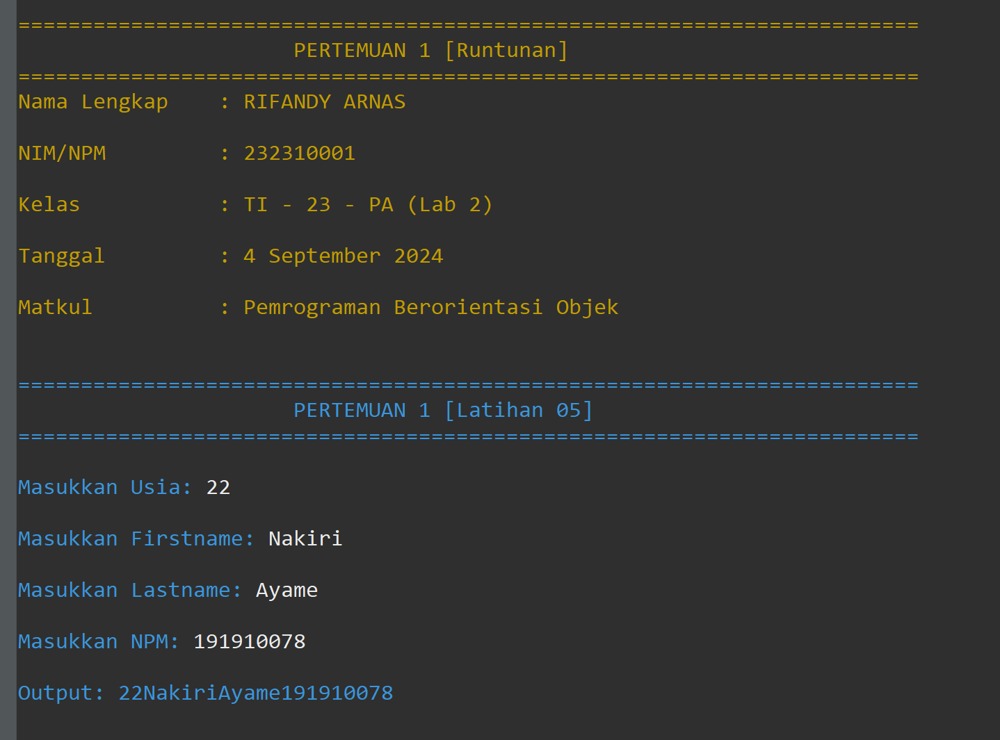 ========================================================================
PERTEMUAN 1 [Runtunan]
========================================================================
Nama Lengkap    : RIFANDY ARNAS
NIM/NPM         : 232310001
Kelas           : TI - 23 - PA (Lab 2)
Tanggal         : 4 September 2024
Matkul          : Pemrograman Berorientasi Objek
========================================================================
PERTEMUAN 1 [Latihan 05]
========================================================================
Masukkan Usia: 22
Masukkan Firstname: Nakiri
Masukkan Lastname: Ayame
Masukkan NPM: 191910078
Output: 22NakiriAyame191910078